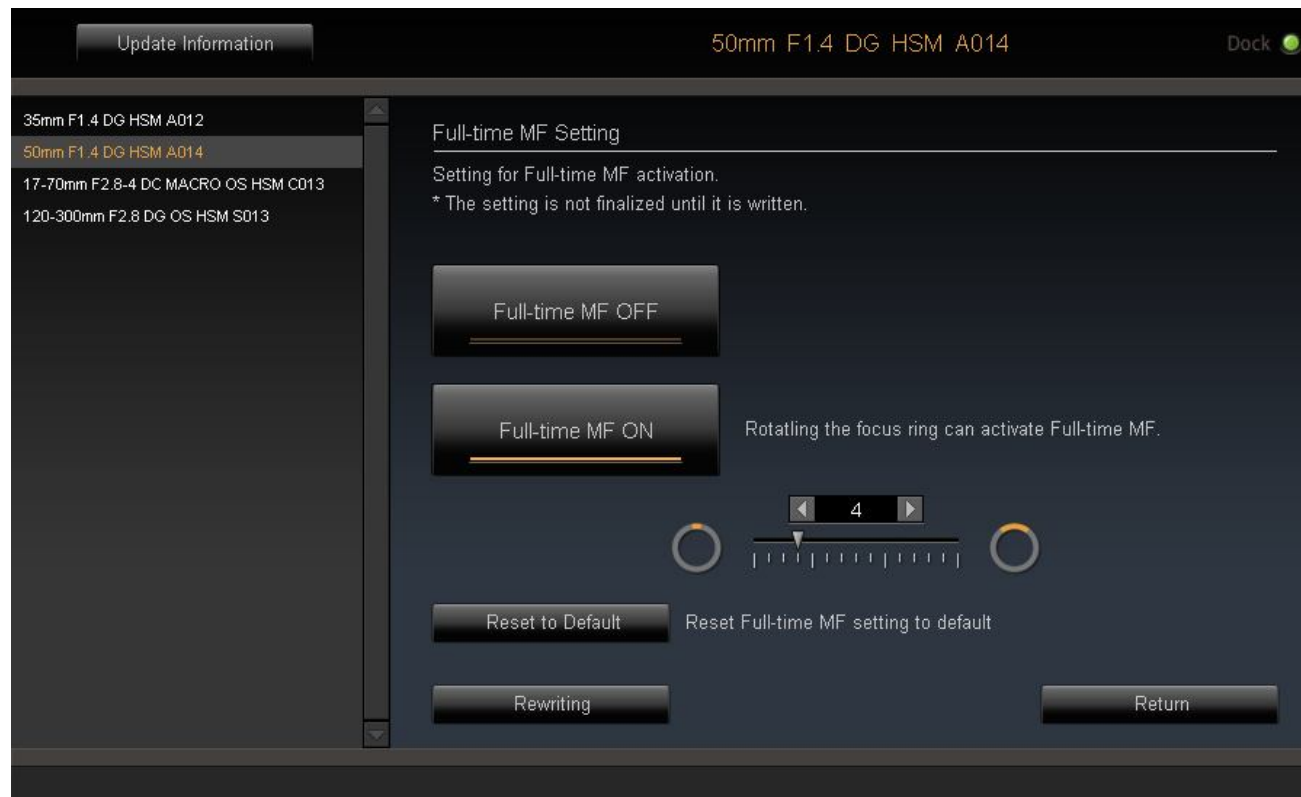 Update Information
50mm F1.4 DG HSM A014
Dock
35mm F1.4 DG HSM A012
50mm F1.4 DG HSM A014
17-70mm F2.8-4 DC MACRO OS HSM C013
120-300mm F2.8 DG OS HSM S013
Full-time MF Setting
Setting for Full-time MF activation.
* The setting is not finalized until it is written.
Full-time MF OFF
Full-time MF ON
Rotatling the focus ring can activate Full-time MF.
4
Reset to Default
Reset Full-time MF setting to default
Rewriting
Return